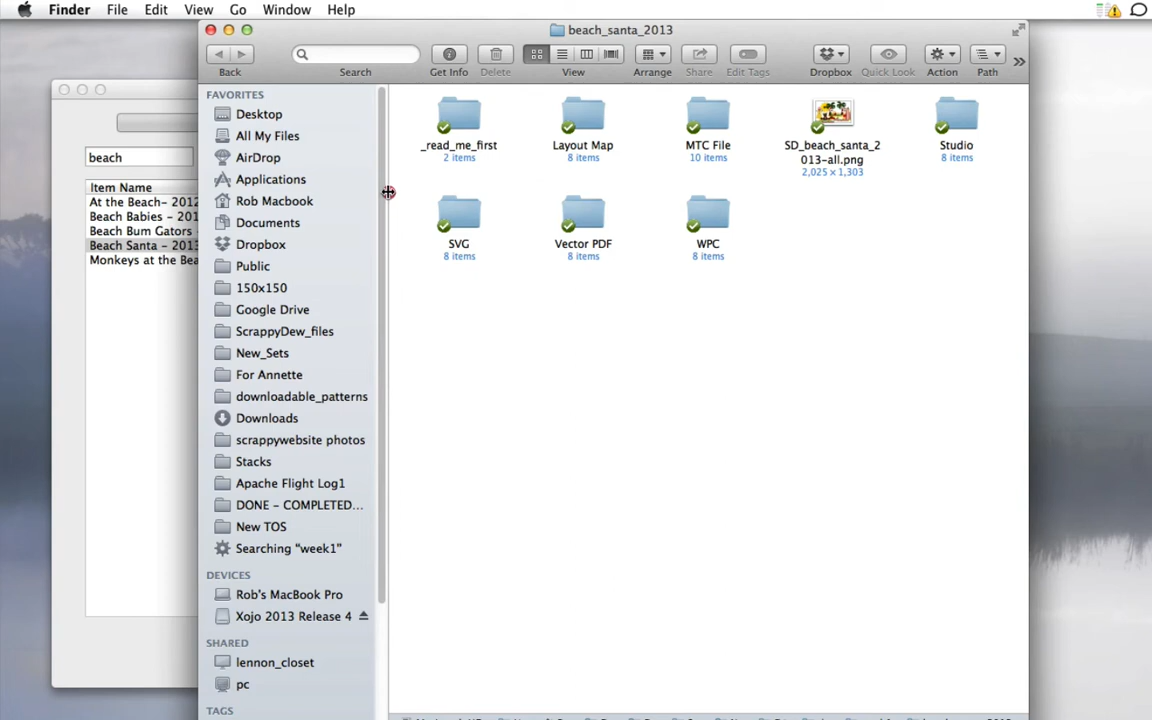 Finder File Edit View Go Window Help
beach_santa_2013
Back
Search
Get Info
Delete
View
Arrange
Share
Edit Tags
Dropbox
Quick Look
Action
Path
beach
Item Name
At the Beach- 2012
Beach Babies - 201
Beach Bum Gators -
Beach Santa - 2013
Monkeys at the Bea
FAVORITES
Desktop
All My Files
AirDrop
Applications
Rob Macbook
Documents
Dropbox
Public
150x150
Google Drive
ScrappyDew_files
New_Sets
For Annette
downloadable_patterns
Downloads
scrappywebsite photos
Stacks
Apache Flight Log1
DONE - COMPLETED...
New TOS
Searching "week1"
DEVICES
Rob's MacBook Pro
Xojo 2013 Release 4
SHARED
lennon_closet
pc
TAGS
_read_me_first
2 items
Layout Map
8 items
MTC File
10 items
SD_beach_santa_2
013-all.png
2,025 × 1,303
Studio
8 items
SVG
8 items
Vector PDF
8 items
WPC
8 items